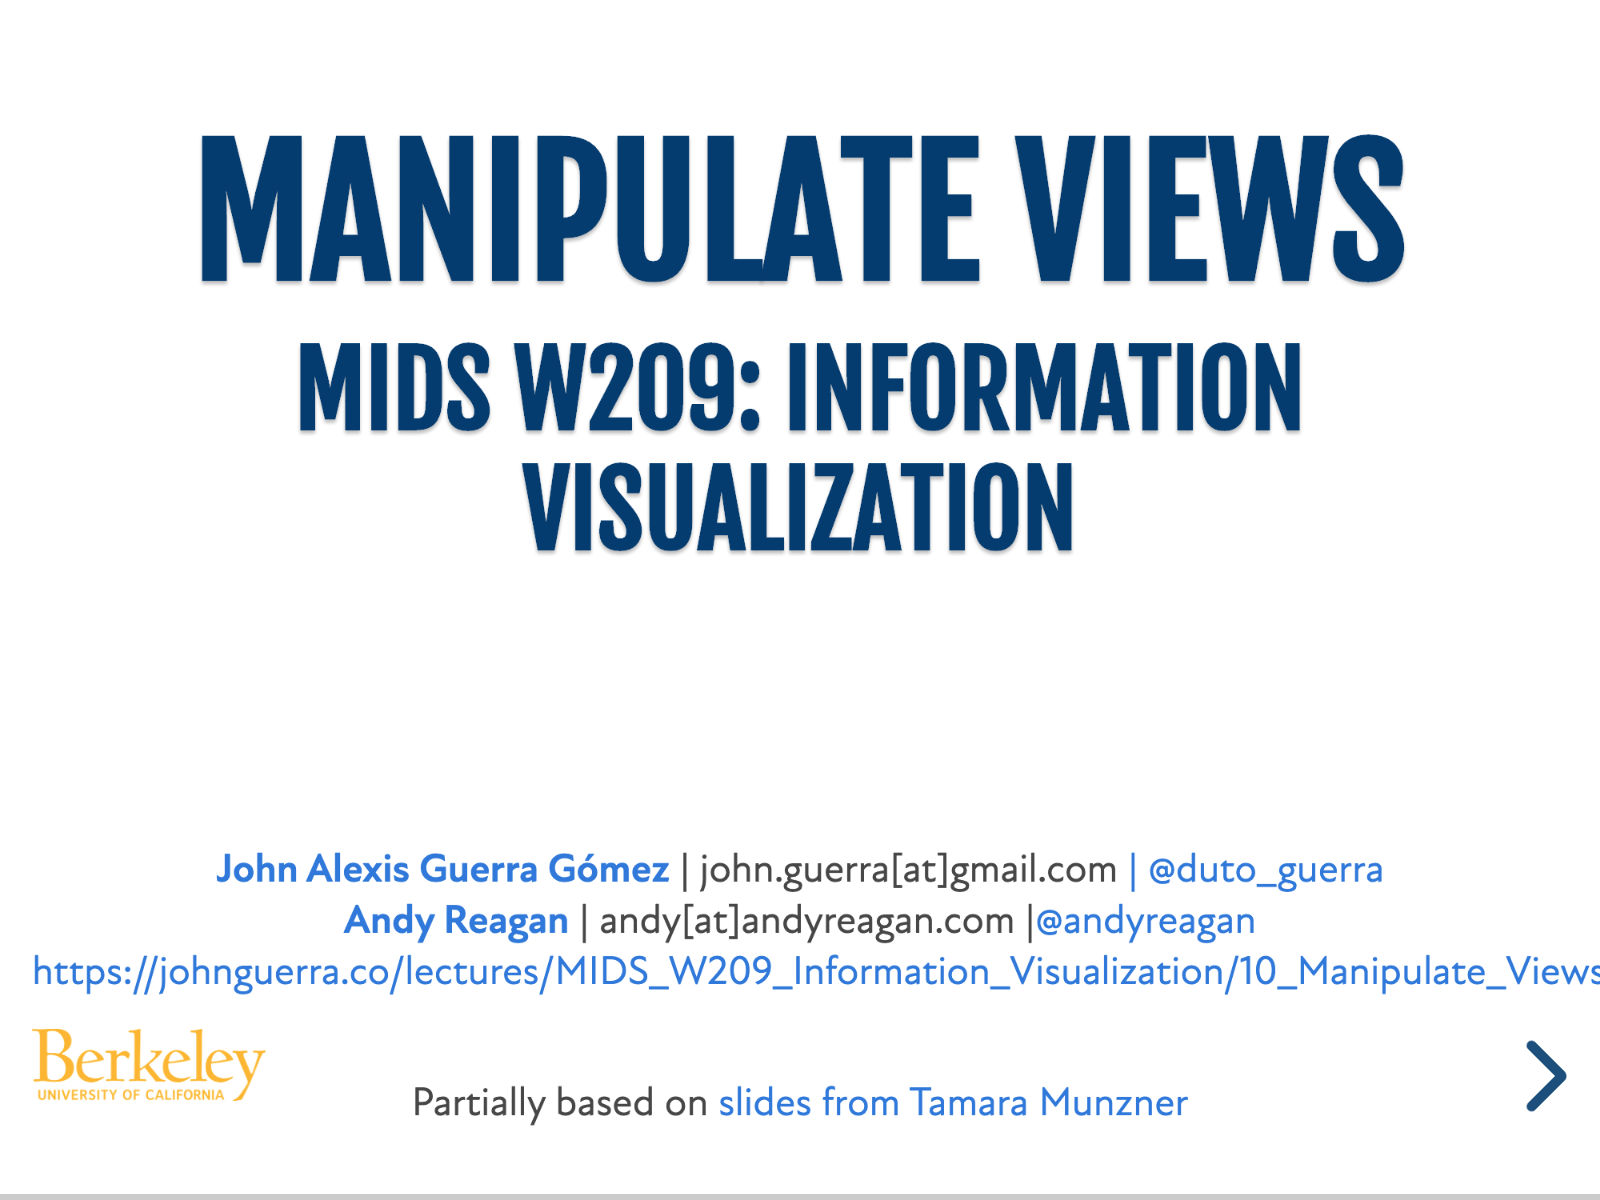 MANIPULATE VIEWS
MIDS W209: INFORMATION
VISUALIZATION
John Alexis Guerra Gómez | john.guerra[at]gmail.com | @duto_guerra
Andy Reagan | andy[at]andyreagan.com |@andyreagan
https://johnguerra.co/lectures/MIDS_W209_Information_Visualization/10_Manipulate_Views
Berkeley
UNIVERSITY OF CALIFORNIA
Partially based on slides from Tamara Munzner